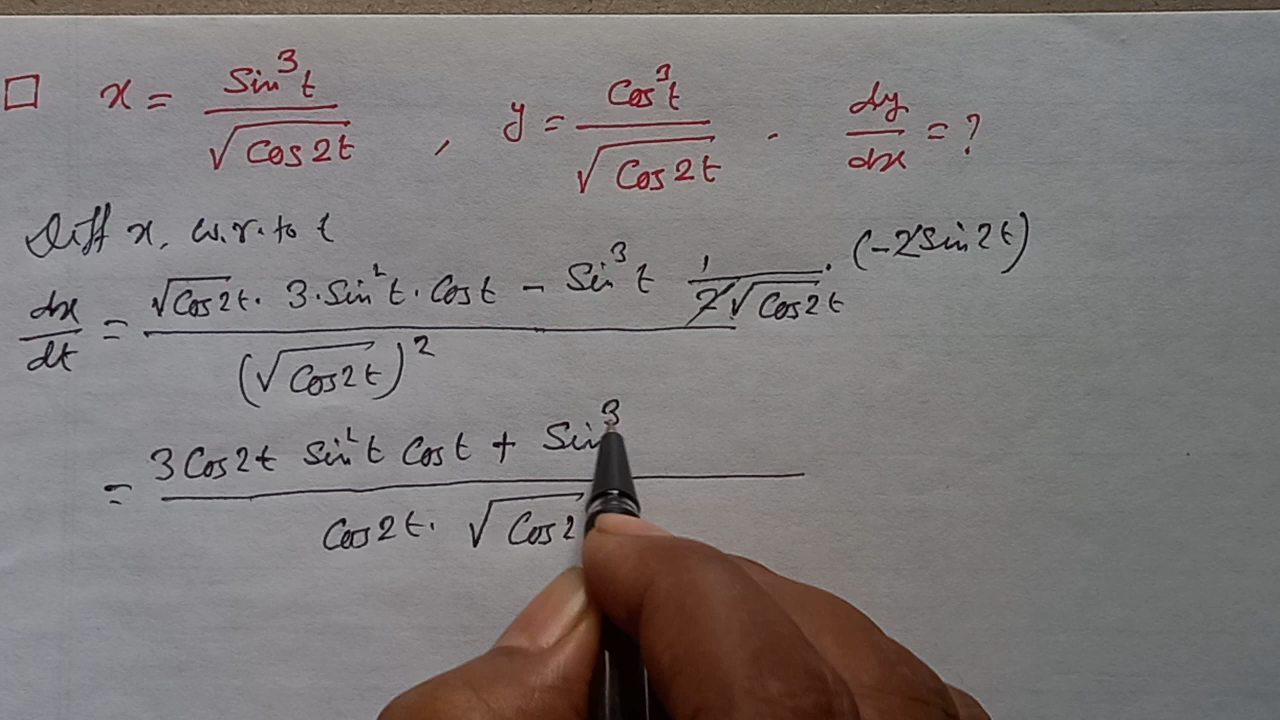 □ x = Sin³t / √Cos2t , y = Cos³t / √Cos2t . dy/dx = ?
Diff x, w.r.to t
dx/dt = √Cos2t · 3·Sin²t · Cost − Sin³t 1/2√Cos2t · (−2Sin2t) / (√Cos2t)²
= 3Cos2t Sin²t Cost + Sin³ / Cos2t · √Cos2